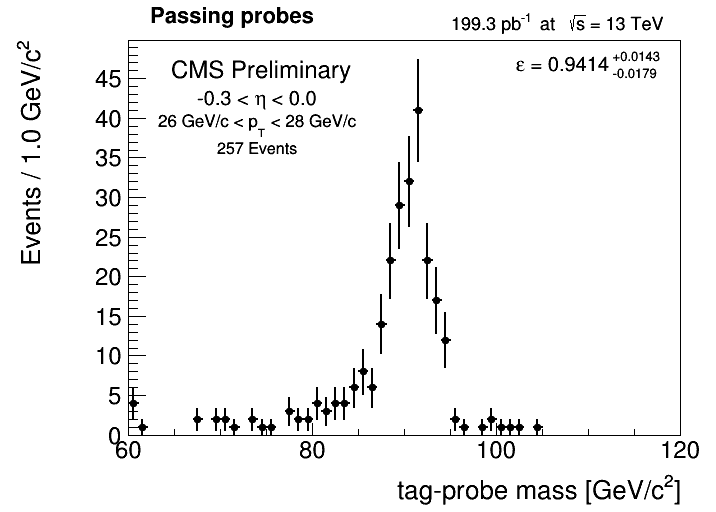 Passing probes
199.3 pb⁻¹ at √s = 13 TeV
CMS Preliminary
ε = 0.9414 +0.0143 -0.0179
-0.3 < η < 0.0
26 GeV/c < p_T < 28 GeV/c
257 Events
Events / 1.0 GeV/c²
45
40
35
30
25
20
15
10
5
0
60 80 100 120
tag-probe mass [GeV/c²]